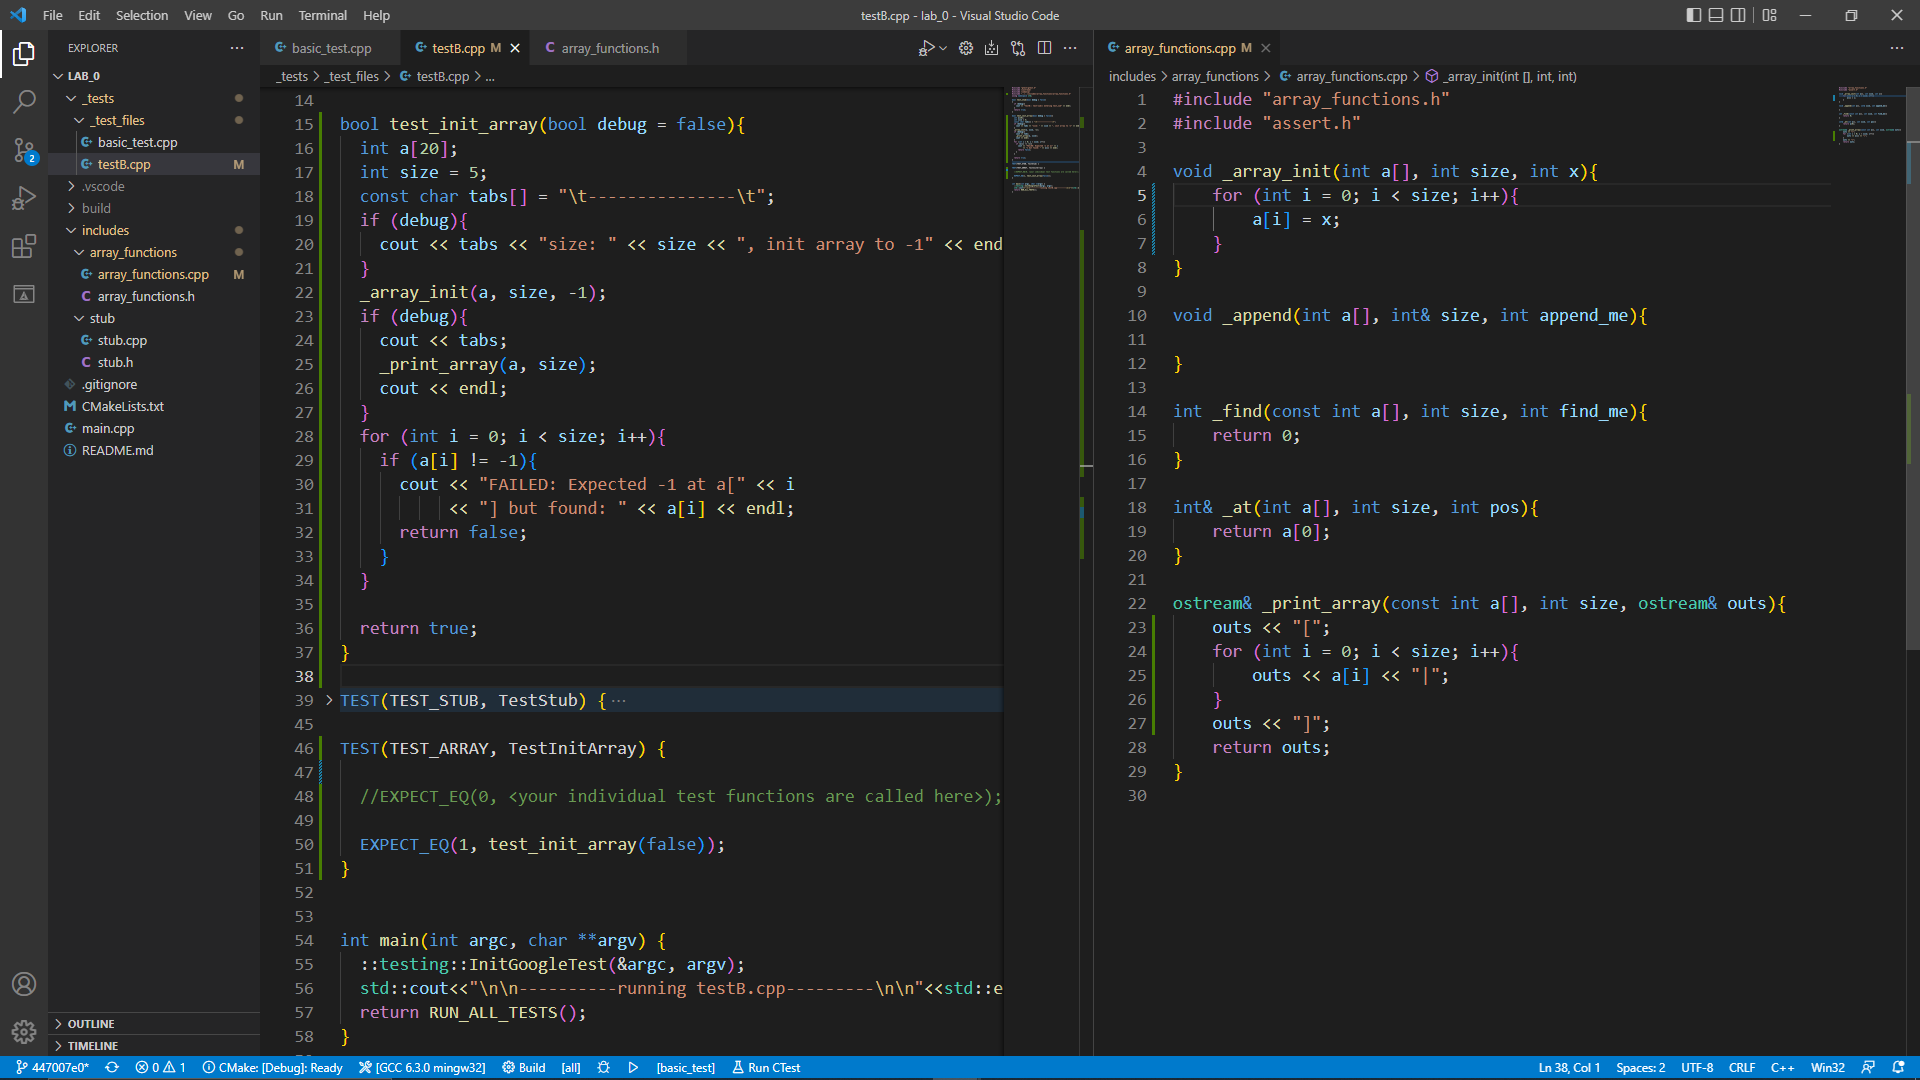 File Edit Selection View Go Run Terminal Help
testB.cpp - lab_0 - Visual Studio Code
EXPLORER
LAB_0
_tests
_test_files
basic_test.cpp
testB.cpp M
.vscode
build
includes
array_functions
array_functions.cpp M
array_functions.h
stub
stub.cpp
stub.h
.gitignore
CMakeLists.txt
main.cpp
README.md
OUTLINE
TIMELINE
2
basic_test.cpp
testB.cpp M
array_functions.h
_tests > _test_files > testB.cpp > ...
14
15 bool test_init_array(bool debug = false){
16 int a[20];
17 int size = 5;
18 const char tabs[] = "\t---------------\t";
19 if (debug){
20 cout << tabs << "size: " << size << ", init array to -1" << end
21 }
22 _array_init(a, size, -1);
23 if (debug){
24 cout << tabs;
25 _print_array(a, size);
26 cout << endl;
27 }
28 for (int i = 0; i < size; i++){
29 if (a[i] != -1){
30 cout << "FAILED: Expected -1 at a[" << i
31 << "] but found: " << a[i] << endl;
32 return false;
33 }
34 }
35
36 return true;
37 }
38
39 > TEST(TEST_STUB, TestStub) { ···
45
46 TEST(TEST_ARRAY, TestInitArray) {
47
48 //EXPECT_EQ(0, <your individual test functions are called here>);
49
50 EXPECT_EQ(1, test_init_array(false));
51 }
52
53
54 int main(int argc, char **argv) {
55 ::testing::InitGoogleTest(&argc, argv);
56 std::cout<<"\n\n----------running testB.cpp---------\n\n"<<std::e
57 return RUN_ALL_TESTS();
58 }
array_functions.cpp M
includes > array_functions > array_functions.cpp > _array_init(int [], int, int)
1 #include "array_functions.h"
2 #include "assert.h"
3
4 void _array_init(int a[], int size, int x){
5 for (int i = 0; i < size; i++){
6 a[i] = x;
7 }
8 }
9
10 void _append(int a[], int& size, int append_me){
11
12 }
13
14 int _find(const int a[], int size, int find_me){
15 return 0;
16 }
17
18 int& _at(int a[], int size, int pos){
19 return a[0];
20 }
21
22 ostream& _print_array(const int a[], int size, ostream& outs){
23 outs << "[";
24 for (int i = 0; i < size; i++){
25 outs << a[i] << "|";
26 }
27 outs << "]";
28 return outs;
29 }
30
447007e0* 0 1 CMake: [Debug]: Ready [GCC 6.3.0 mingw32] Build [all] [basic_test] Run CTest Ln 38, Col 1 Spaces: 2 UTF-8 CRLF C++ Win32